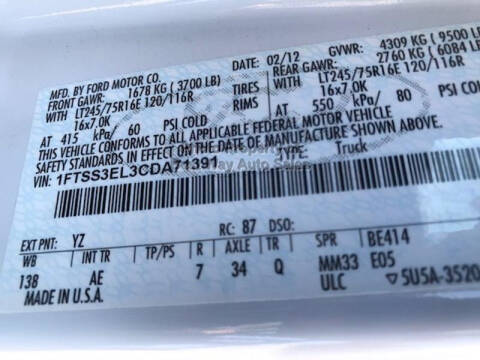 MFD. BY FORD MOTOR CO.
DATE: 02/12 GVWR: 4309 KG ( 9500
FRONT GAWR: 1678 KG ( 3700 LB) REAR GAWR: 2760 KG ( 6084
WITH LT245/75R16E 120/116R TIRES WITH LT245/75R16E 120/116R
16x7.0K RIMS 16x7.0K
AT 415 kPa/ 60 PSI COLD AT 550 kPa/ 80 PSI COLD
THIS VEHICLE CONFORMS TO ALL APPLICABLE FEDERAL MOTOR VEHICLE
SAFETY STANDARDS IN EFFECT ON THE DATE OF MANUFACTURE SHOWN ABOVE.
VIN: 1FTSS3EL3CDA71391 TYPE: Truck
EXT PNT: YZ RC: 87 DSO:
WB INT TR TP/PS R AXLE TR SPR BE414
138 AE 7 34 Q MM33 E05
MADE IN U.S.A. ULC 5U5A-3520